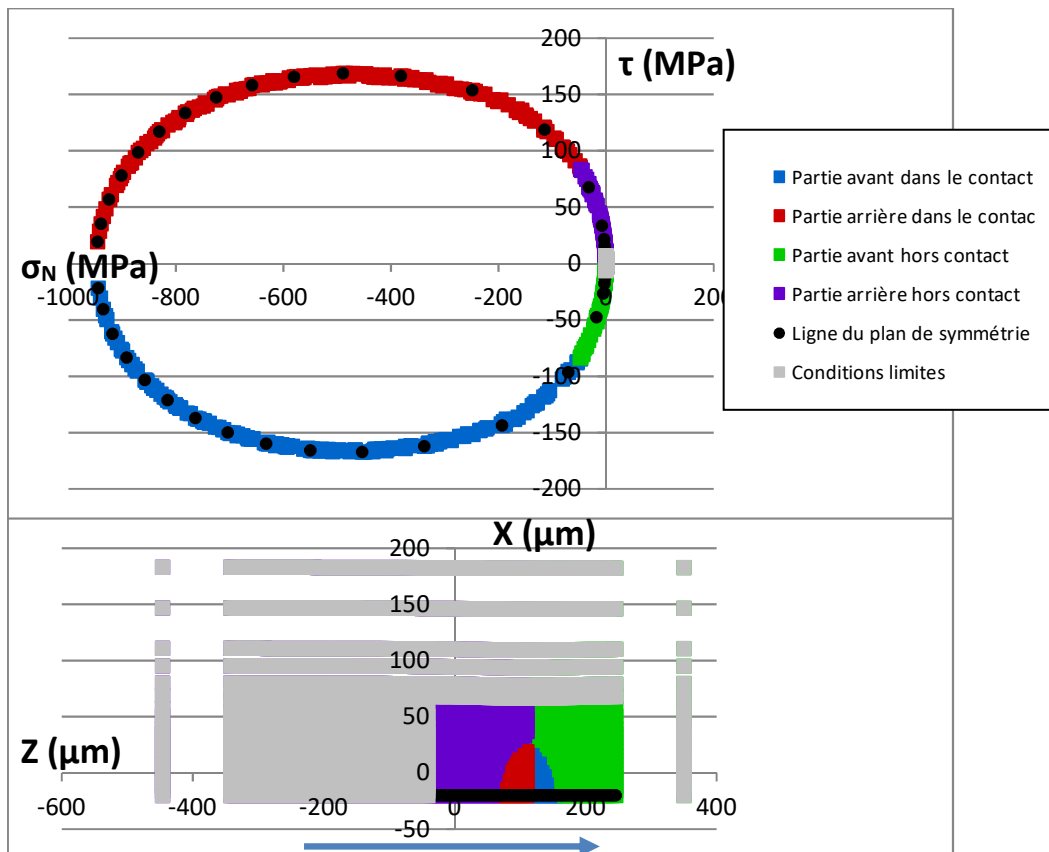 200
τ (MPa)
150
100
50
0
σN (MPa)
-1000
-800
-600
-400
-200
0
200
-50
-100
-150
-200
Partie avant dans le contact
Partie arrière dans le contac
Partie avant hors contact
Partie arrière hors contact
Ligne du plan de symmétrie
Conditions limites
X (μm)
200
150
100
50
Z (μm)
0
-600
-400
-200
0
200
400
-50